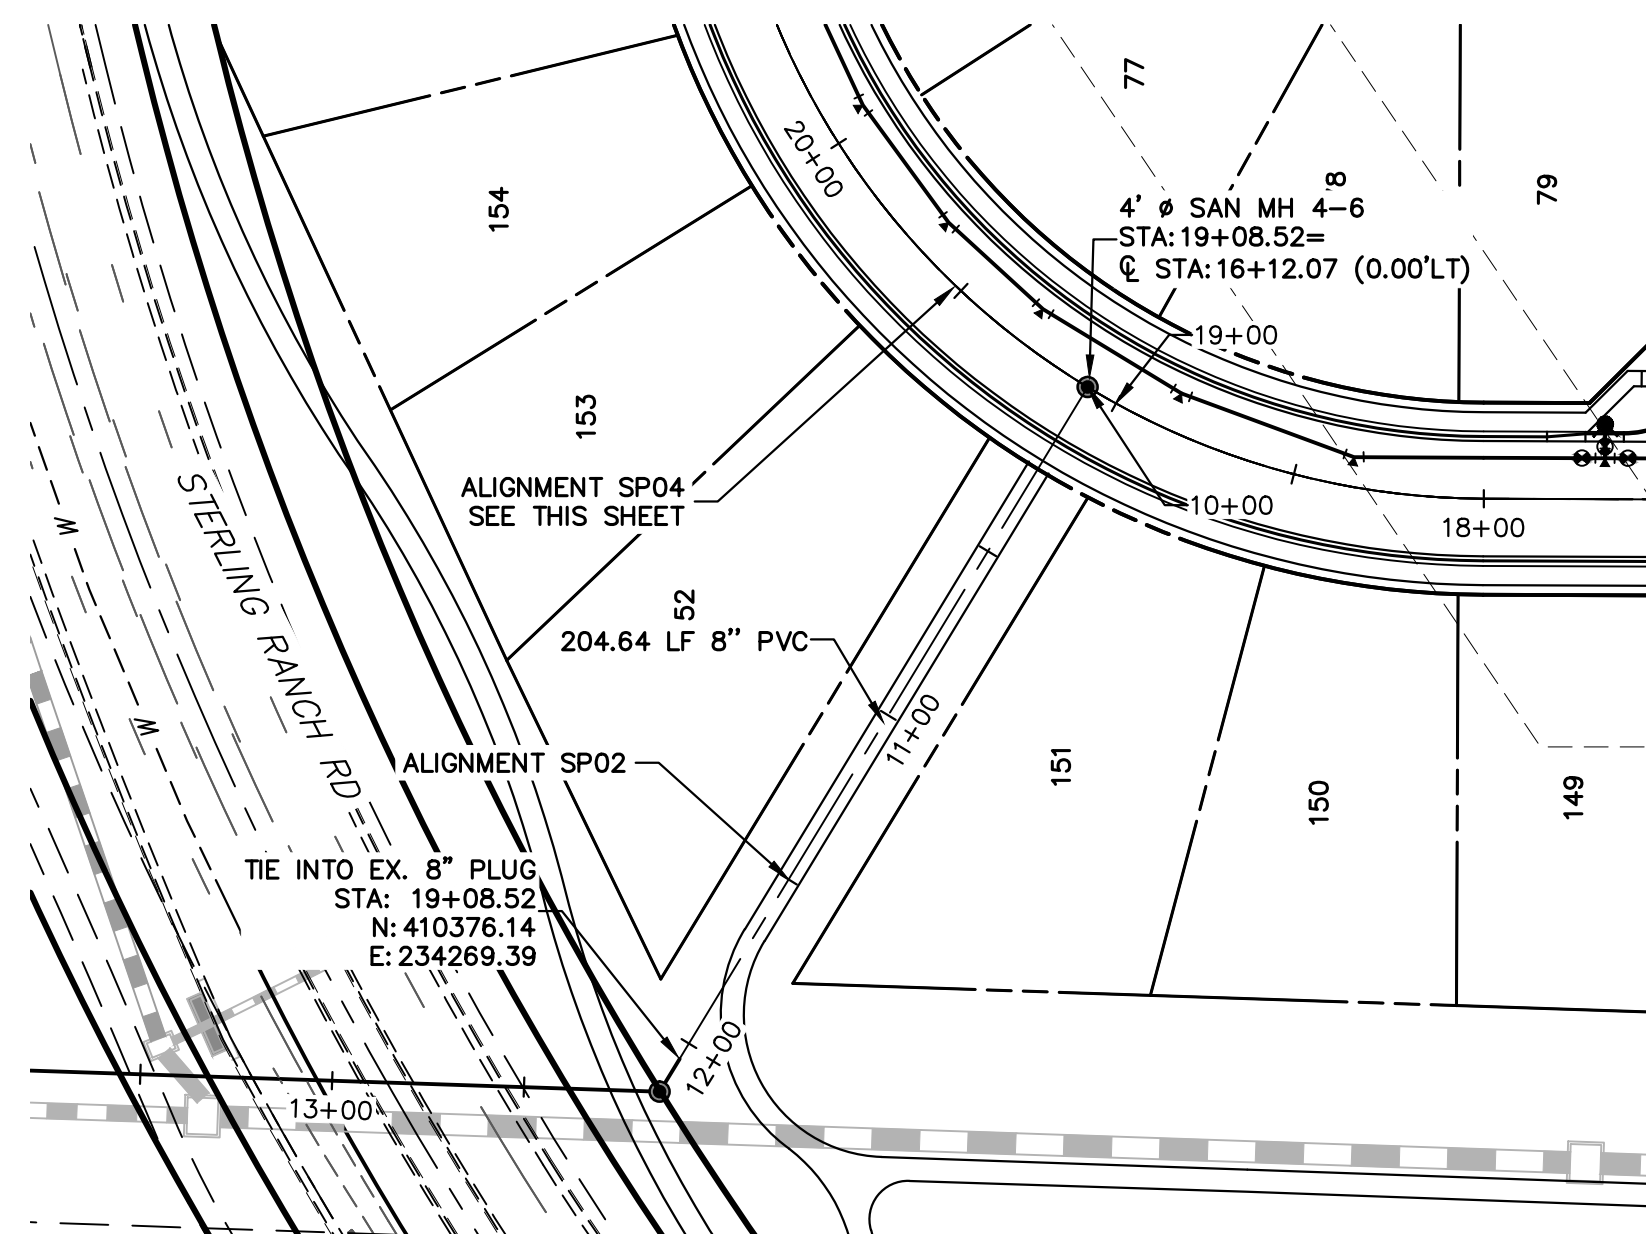 77
20+00
154
8
79
4' ø SAN MH 4-6
STA: 19+08.52=
℄ STA: 16+12.07 (0.00'LT)
19+00
153
ALIGNMENT SP04
SEE THIS SHEET
10+00
18+00
STERLING RANCH RD
W
52
204.64 LF 8" PVC
W
11+00
ALIGNMENT SP02
151
150
149
TIE INTO EX. 8" PLUG
STA: 19+08.52
N: 410376.14
E: 234269.39
12+00
13+00